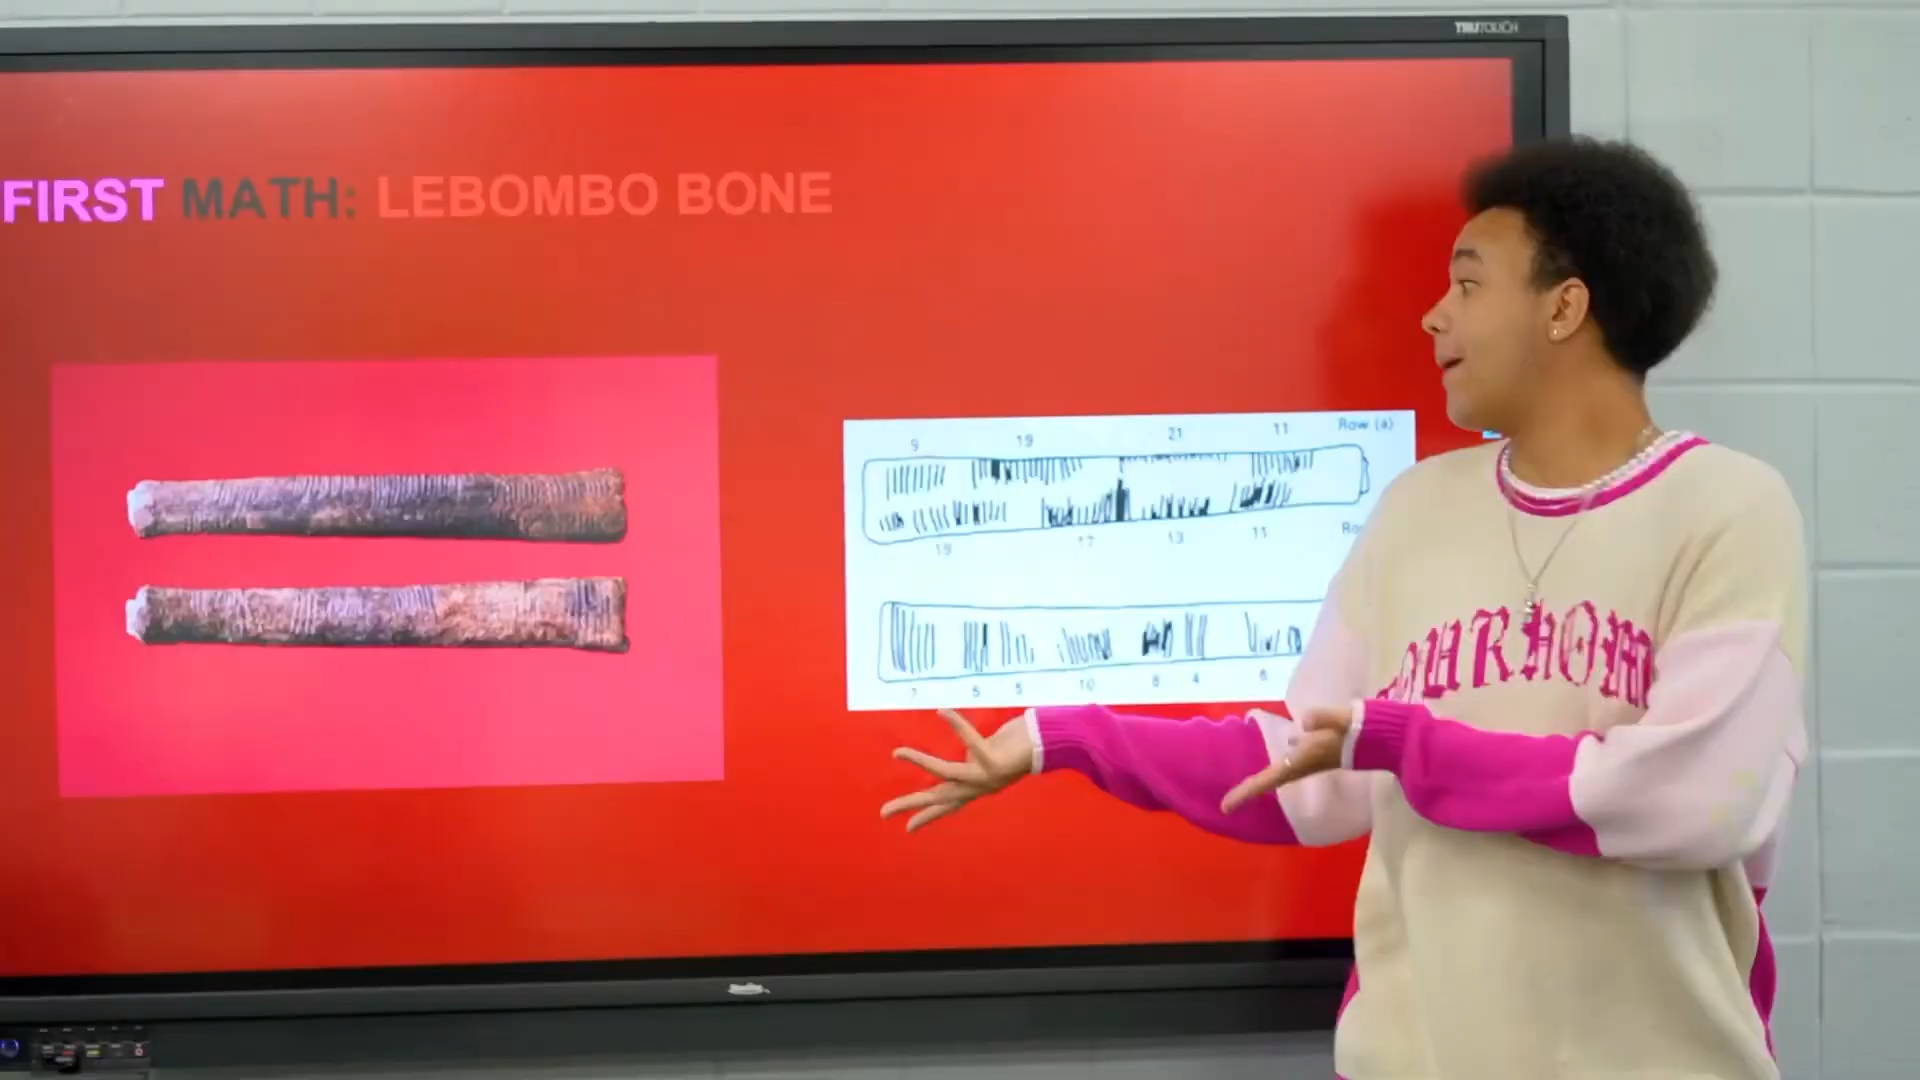 TRUTOUCH
FIRST MATH: LEBOMBO BONE
9 19 21 11 Row (a)
19 17 13 11
7 5 5 10 8 4 6